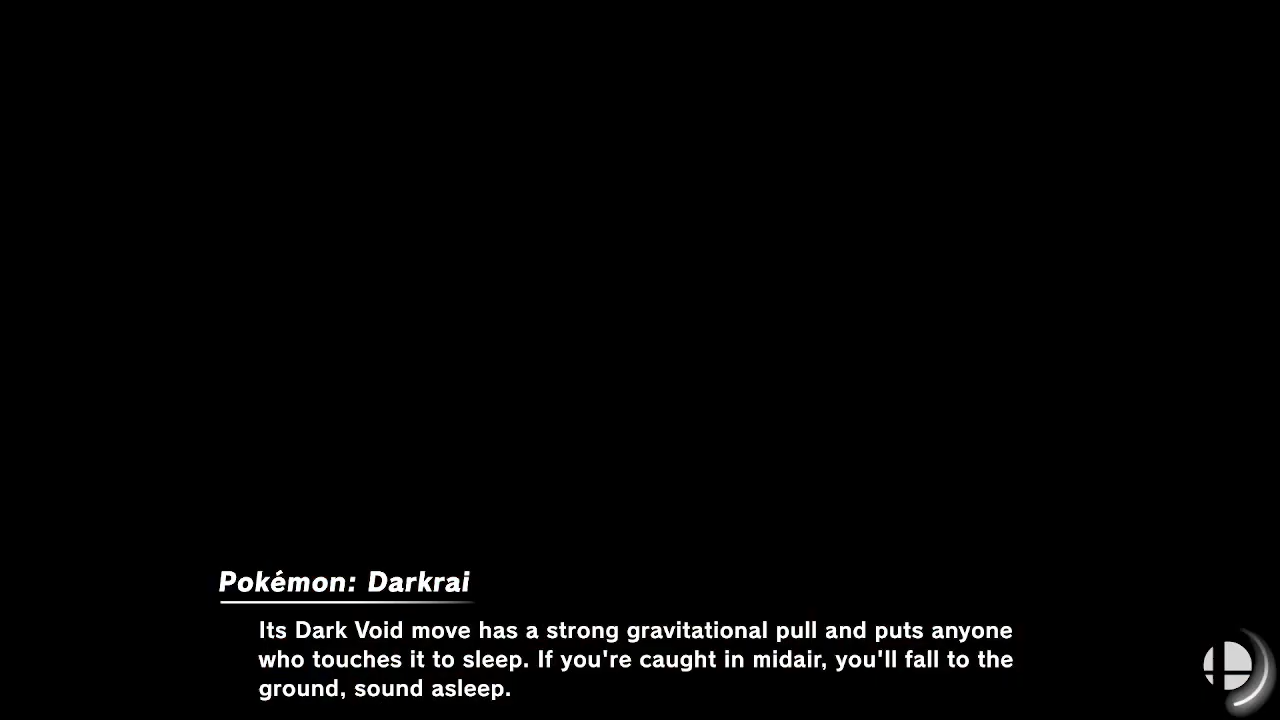 Pokémon: Darkrai
Its Dark Void move has a strong gravitational pull and puts anyone
who touches it to sleep. If you're caught in midair, you'll fall to the
ground, sound asleep.